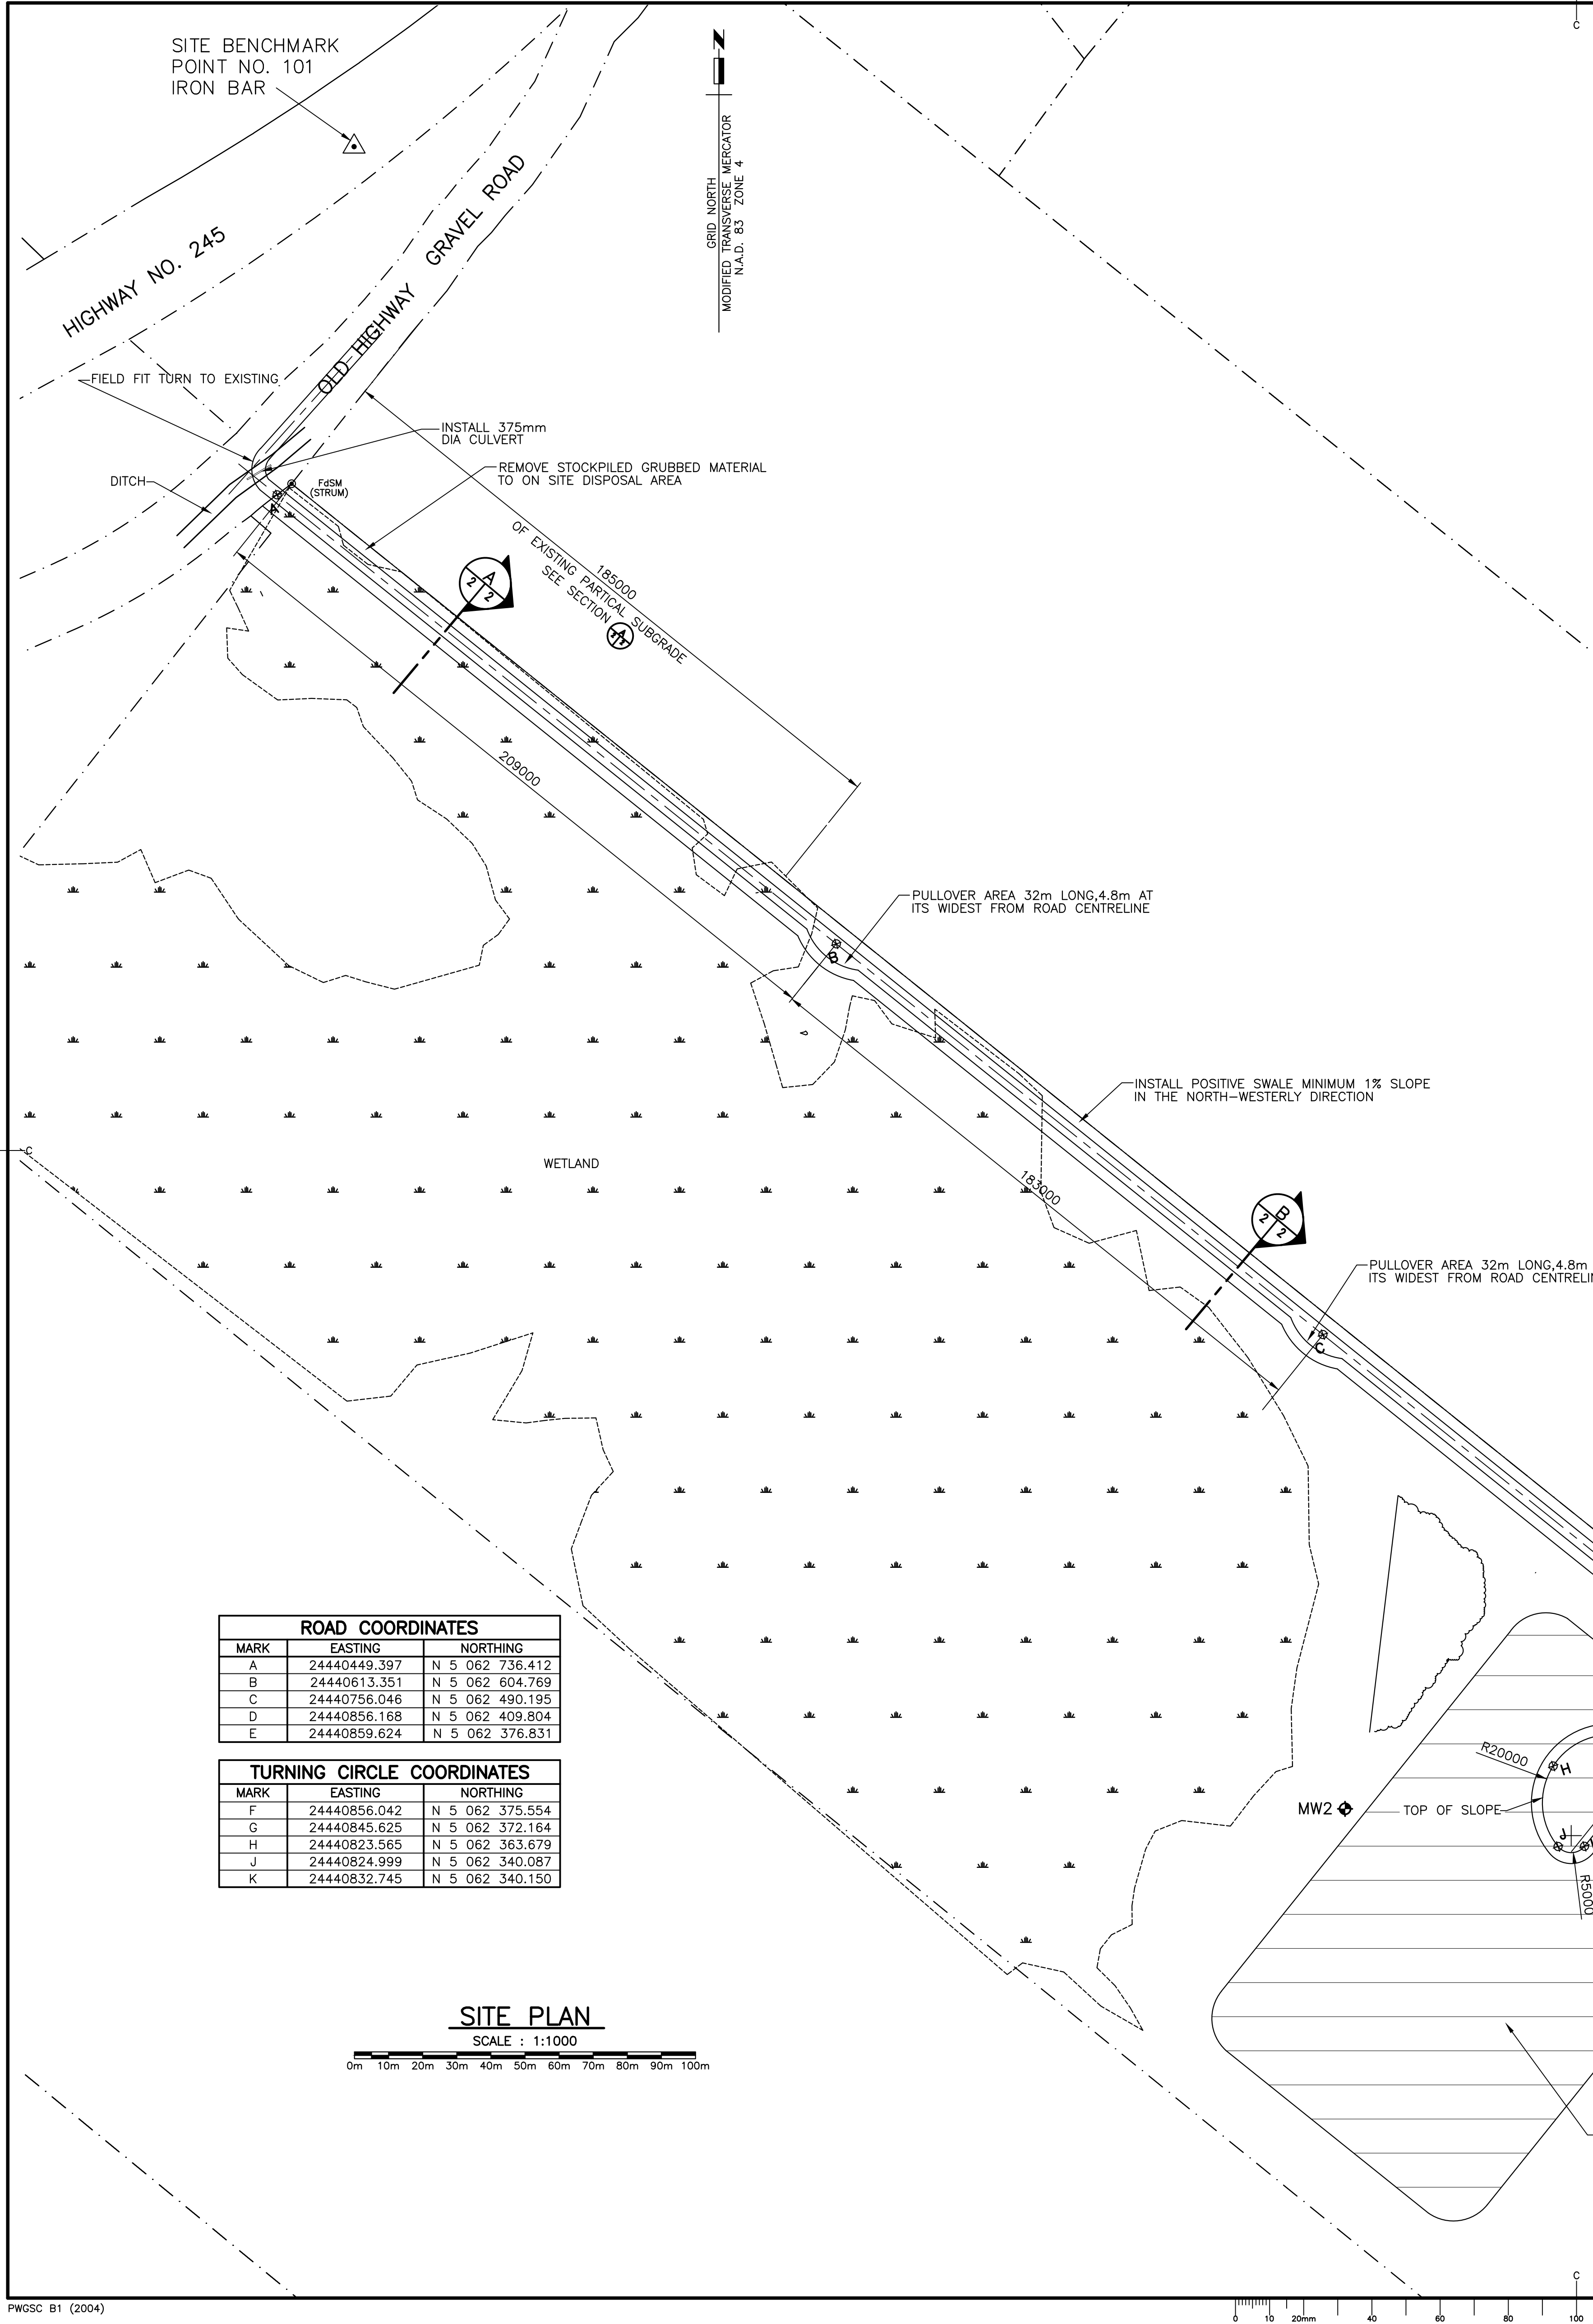 C
SITE BENCHMARK
POINT NO. 101
IRON BAR
N
GRID NORTH
MODIFIED TRANSVERSE MERCATOR
N.A.D. 83 ZONE 4
HIGHWAY NO. 245
OLD HIGHWAY GRAVEL ROAD
FIELD FIT TURN TO EXISTING
INSTALL 375mm
DIA CULVERT
REMOVE STOCKPILED GRUBBED MATERIAL
TO ON SITE DISPOSAL AREA
DITCH
FdSM
(STRUM)
A
A
2 2
185000
OF EXISTING PARTICAL SUBGRADE
SEE SECTION A
209000
PULLOVER AREA 32m LONG,4.8m AT
ITS WIDEST FROM ROAD CENTRELINE
B
INSTALL POSITIVE SWALE MINIMUM 1% SLOPE
IN THE NORTH-WESTERLY DIRECTION
C
WETLAND
183000
B
2 2
PULLOVER AREA 32m LONG,4.8m
ITS WIDEST FROM ROAD
C
ROAD COORDINATES
MARK EASTING NORTHING
A 24440449.397 N 5 062 736.412
B 24440613.351 N 5 062 604.769
C 24440756.046 N 5 062 490.195
D 24440856.168 N 5 062 409.804
E 24440859.624 N 5 062 376.831
TURNING CIRCLE COORDINATES
MARK EASTING NORTHING
F 24440856.042 N 5 062 375.554
G 24440845.625 N 5 062 372.164
H 24440823.565 N 5 062 363.679
J 24440824.999 N 5 062 340.087
K 24440832.745 N 5 062 340.150
R20000
H
MW2
TOP OF SLOPE
J
R5000
SITE PLAN
SCALE : 1:1000
0m 10m 20m 30m 40m 50m 60m 70m 80m 90m 100m
C
PWGSC B1 (2004)
0 10 20mm 40 60 80 100